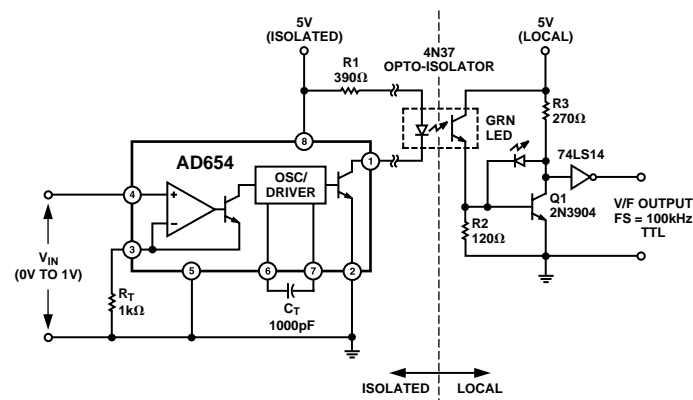 5V
(ISOLATED)
4N37
OPTO-ISOLATOR
5V
(LOCAL)
R1
390Ω
R3
270Ω
GRN
LED
74LS14
8
AD654
1
OSC/
DRIVER
4
+
–
3
V/F OUTPUT
FS = 100kHz
TTL
Q1
2N3904
R2
120Ω
VIN
(0V TO 1V)
RT
1kΩ
5
6
7
2
CT
1000pF
ISOLATED
LOCAL